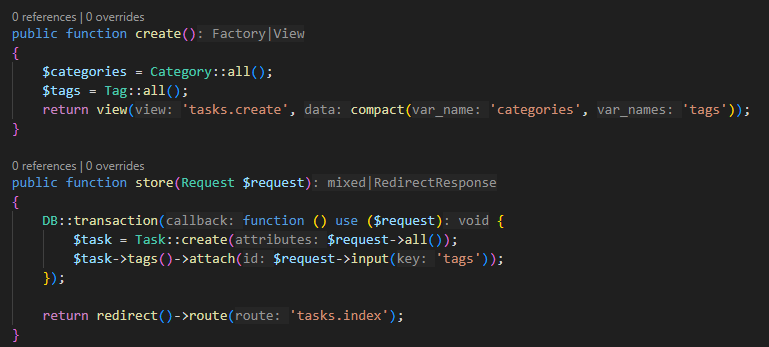 0 references | 0 overrides
public function create(): Factory|View
{
    $categories = Category::all();
    $tags = Tag::all();
    return view(view: 'tasks.create', data: compact(var_name: 'categories', var_names: 'tags'));
}
0 references | 0 overrides
public function store(Request $request): mixed|RedirectResponse
{
    DB::transaction(callback: function () use ($request): void {
        $task = Task::create(attributes: $request->all());
        $task->tags()->attach(id: $request->input(key: 'tags'));
    });
    return redirect()->route(route: 'tasks.index');
}